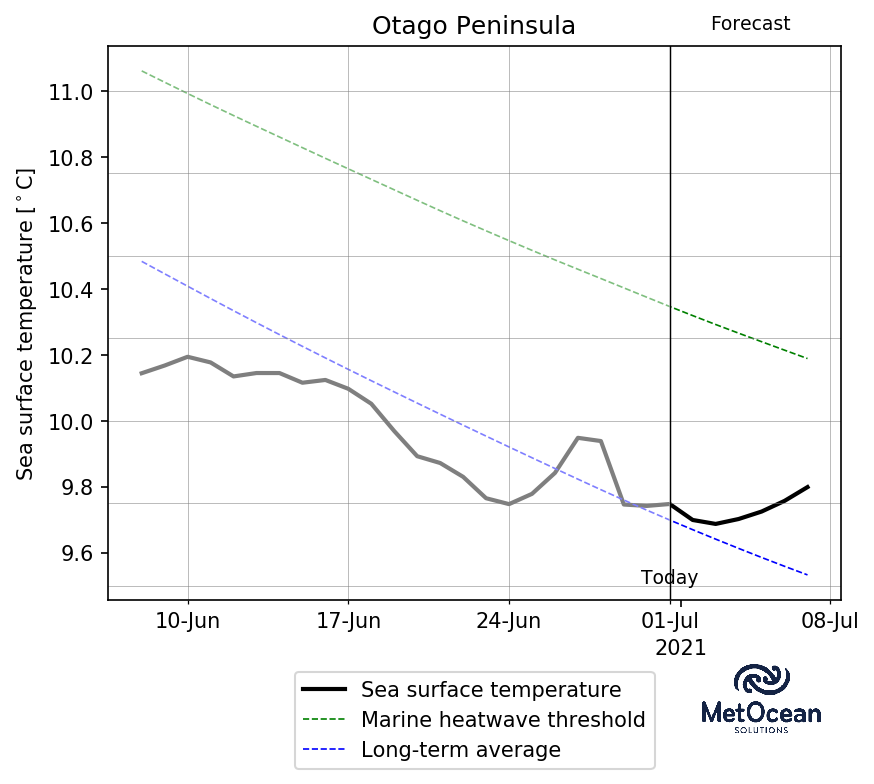 Otago Peninsula
Forecast
Sea surface temperature [°C]
11.0
10.8
10.6
10.4
10.2
10.0
9.8
9.6
Today
10-Jun
17-Jun
24-Jun
01-Jul
08-Jul
2021
Sea surface temperature
Marine heatwave threshold
Long-term average
MetOcean
SOLUTIONS